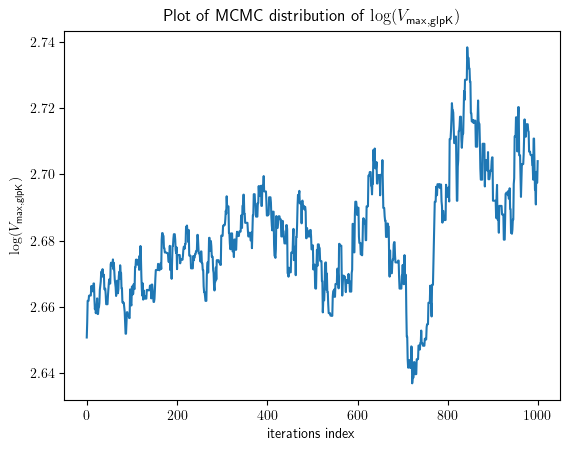 Plot of MCMC distribution of log(V_max,glpK)
log(V_max,glpK)
2.74
2.72
2.70
2.68
2.66
2.64
0 200 400 600 800 1000
iterations index